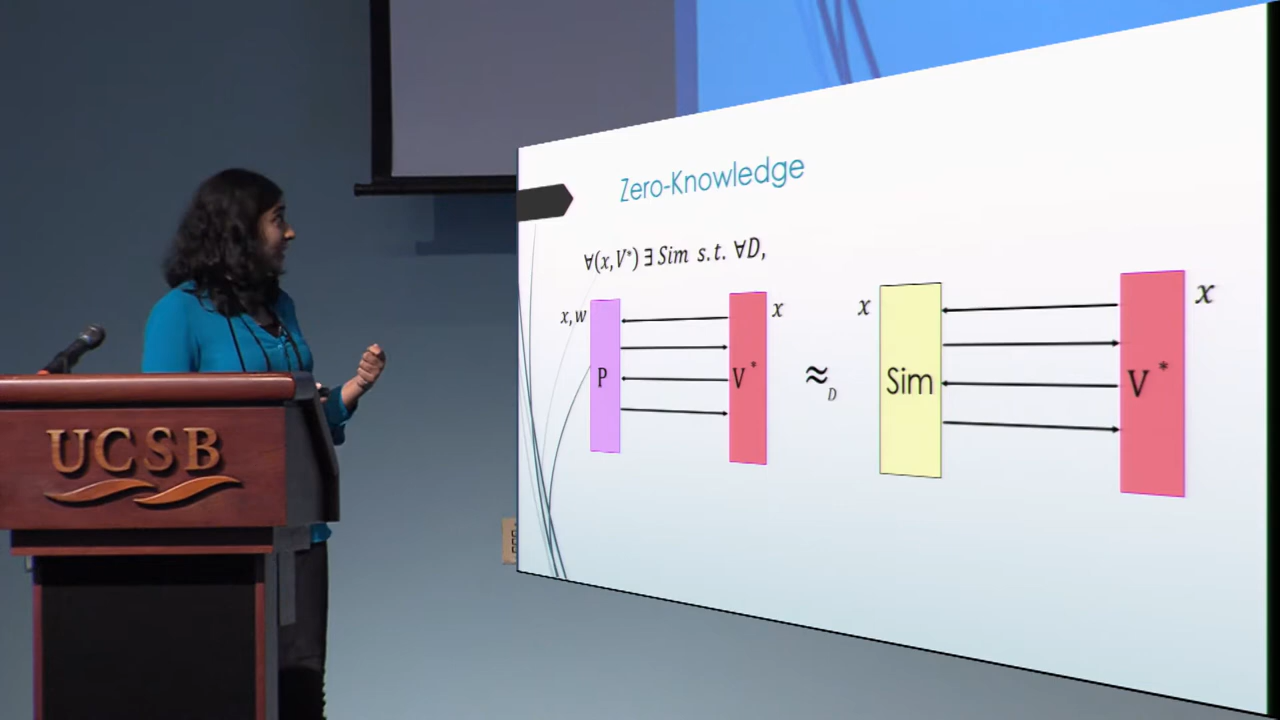 Zero-Knowledge
∀(x,V*) ∃ Sim s.t. ∀D,
x, w
P
V*
x
≈D
x
Sim
V*
x
UCSB